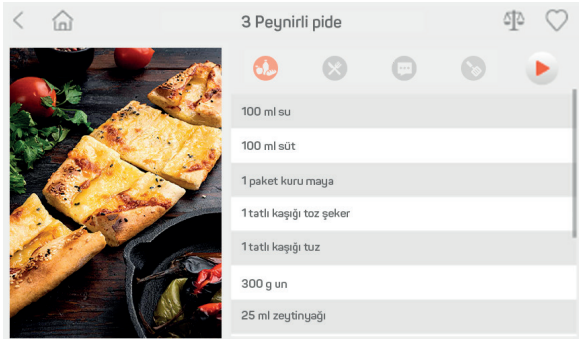 3 Peynirli pide
100 ml su
100 ml süt
1 paket kuru maya
1 tatlı kaşığı toz şeker
1 tatlı kaşığı tuz
300 g un
25 ml zeytinyağı